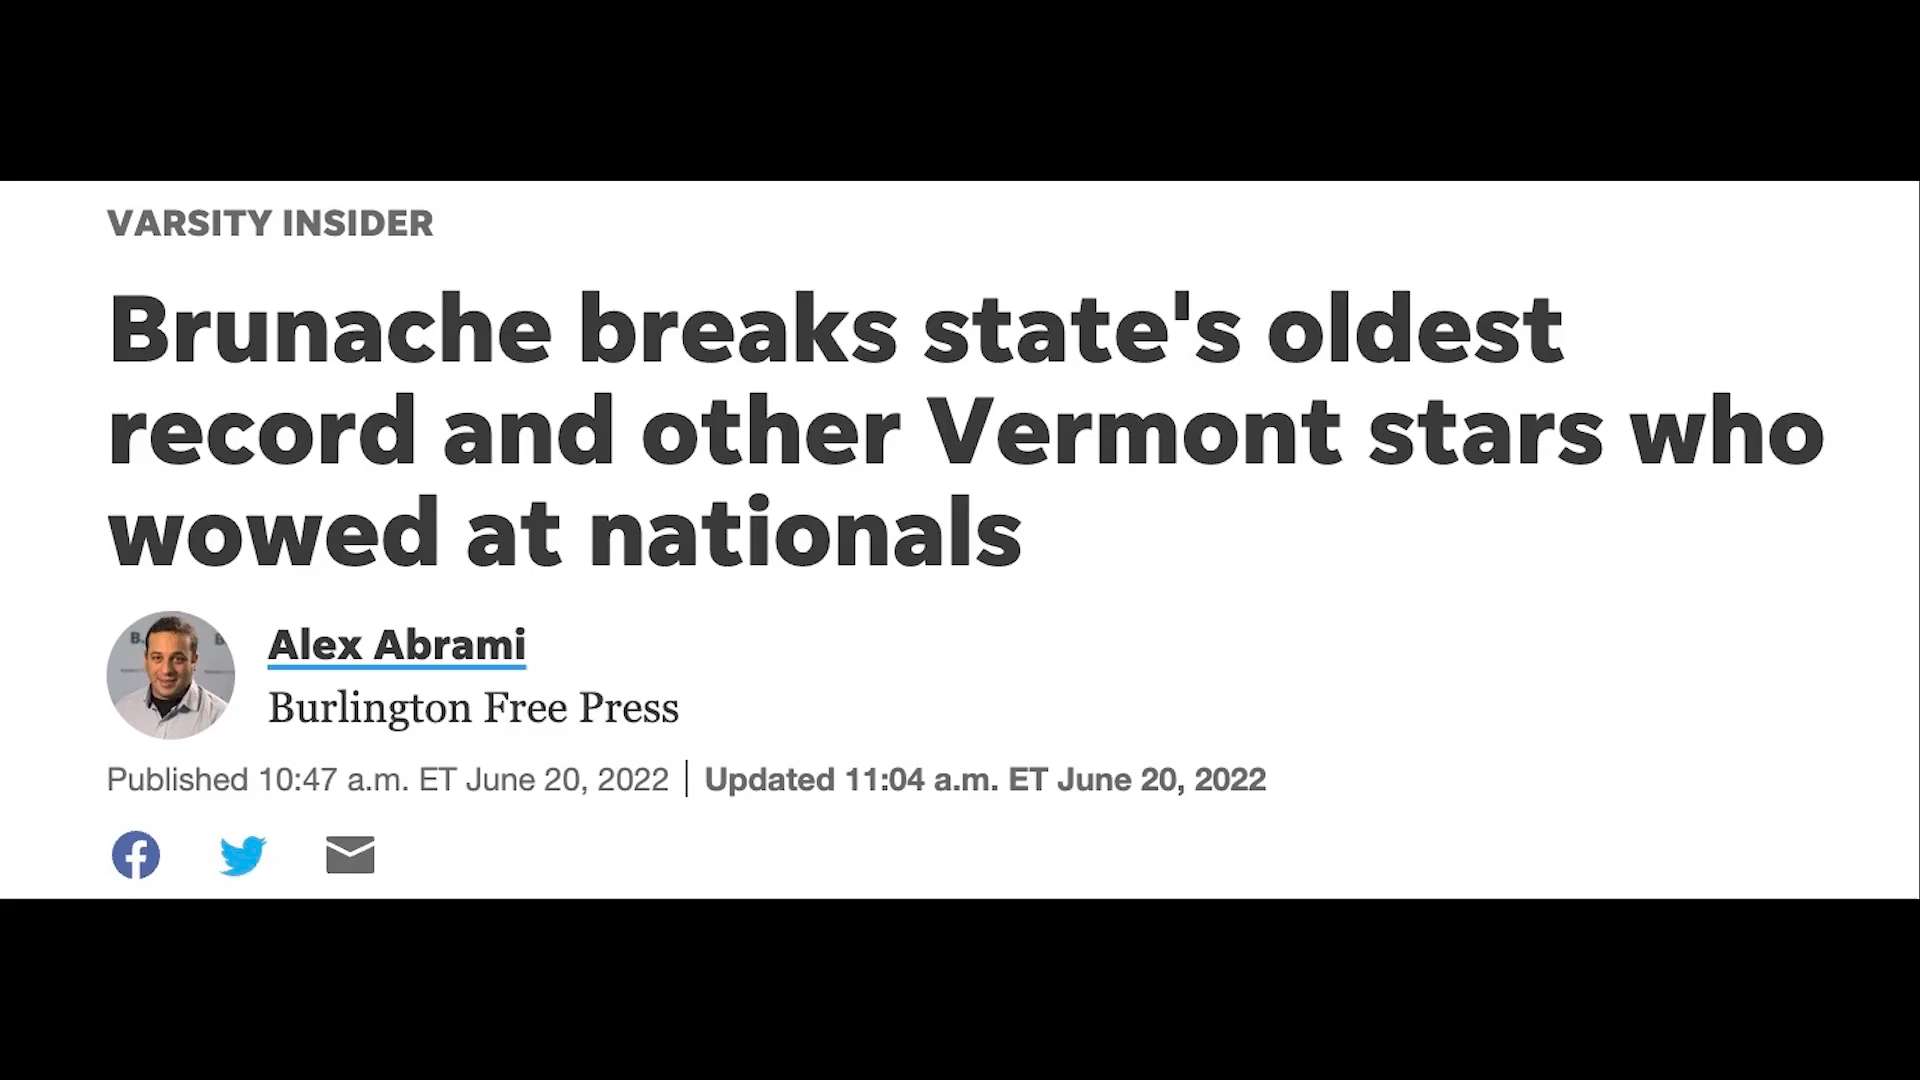 VARSITY INSIDER
Brunache breaks state's oldest
record and other Vermont stars who
wowed at nationals
Alex Abrami
Burlington Free Press
Published 10:47 a.m. ET June 20, 2022 | Updated 11:04 a.m. ET June 20, 2022